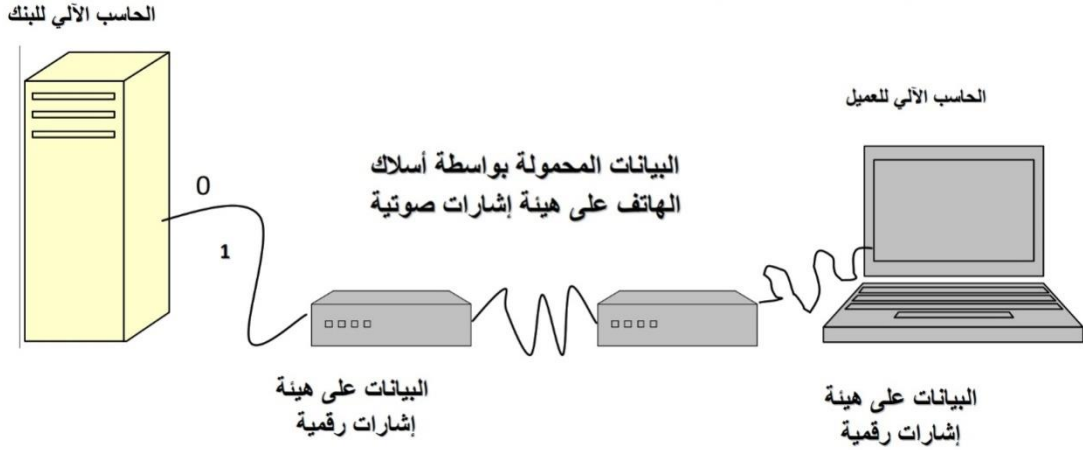 الحاسب الآلي للبنك
الحاسب الآلي للعميل
البيانات المحمولة بواسطة أسلاك
الهاتف على هيئة إشارات صوتية
0
1
البيانات على هيئة
إشارات رقمية
البيانات على هيئة
إشارات رقمية